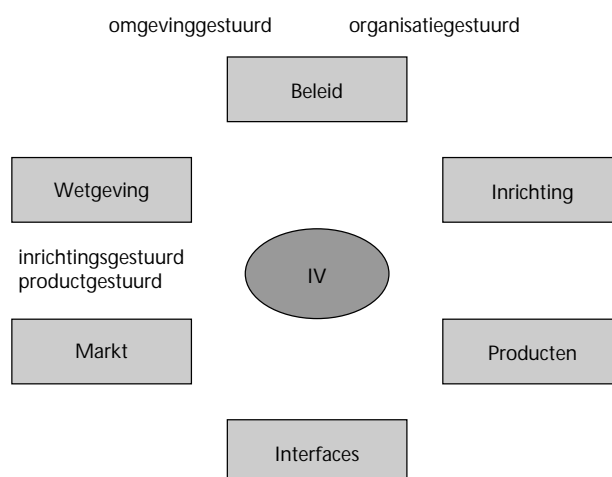 omgevinggestuurd organisatiegestuurd
Beleid
Wetgeving
Inrichting
inrichtingsgestuurd
productgestuurd
IV
Markt
Producten
Interfaces